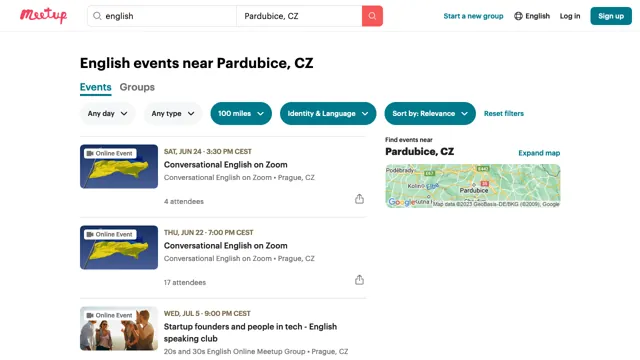 meetup
english
Pardubice, CZ
Start a new group
English
Log in
Sign up
English events near Pardubice, CZ
Events
Groups
Any day
Any type
100 miles
Identity & Language
Sort by: Relevance
Reset filters
Online Event
SAT, JUN 24 · 3:30 PM CEST
Conversational English on Zoom
Conversational English on Zoom • Prague, CZ
4 attendees
Online Event
THU, JUN 22 · 7:00 PM CEST
Conversational English on Zoom
Conversational English on Zoom • Prague, CZ
17 attendees
Online Event
WED, JUL 5 · 9:00 PM CEST
Startup founders and people in tech - English
speaking club
20s and 30s English Online Meetup Group • Prague, CZ
Find events near
Pardubice, CZ
Expand map
Poděbrady
E67
E442
Kolín
Pardubice
Google
Map data ©2023 GeoBasis-DE/BKG (©2009), Google